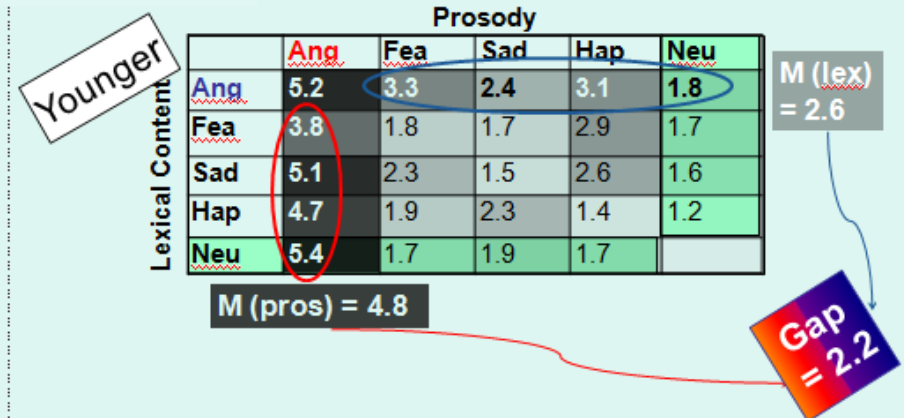 Younger
Prosody
Lexical Content
Ang Fea Sad Hap Neu
Ang 5.2 3.3 2.4 3.1 1.8
Fea 3.8 1.8 1.7 2.9 1.7
Sad 5.1 2.3 1.5 2.6 1.6
Hap 4.7 1.9 2.3 1.4 1.2
Neu 5.4 1.7 1.9 1.7
M (lex)
= 2.6
M (pros) = 4.8
Gap
= 2.2